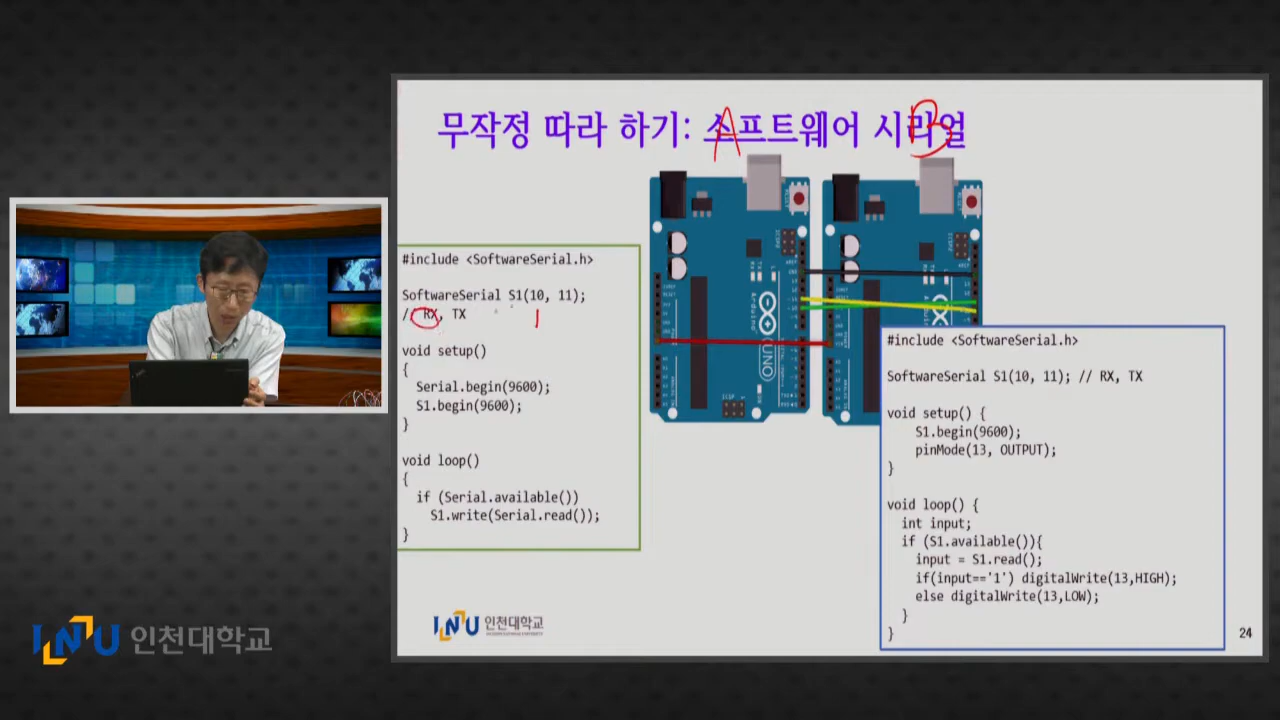 무작정 따라 하기: 소프트웨어 시리얼
A
B
#include <SoftwareSerial.h>
SoftwareSerial S1(10, 11);
// RX, TX
void setup()
{
Serial.begin(9600);
S1.begin(9600);
}
void loop()
{
if (Serial.available())
S1.write(Serial.read());
}
#include <SoftwareSerial.h>
SoftwareSerial S1(10, 11); // RX, TX
void setup() {
S1.begin(9600);
pinMode(13, OUTPUT);
}
void loop() {
int input;
if (S1.available()){
input = S1.read();
if(input=='1') digitalWrite(13,HIGH);
else digitalWrite(13,LOW);
}
}
Arduino
UNO
INU 인천대학교
24
INU 인천대학교